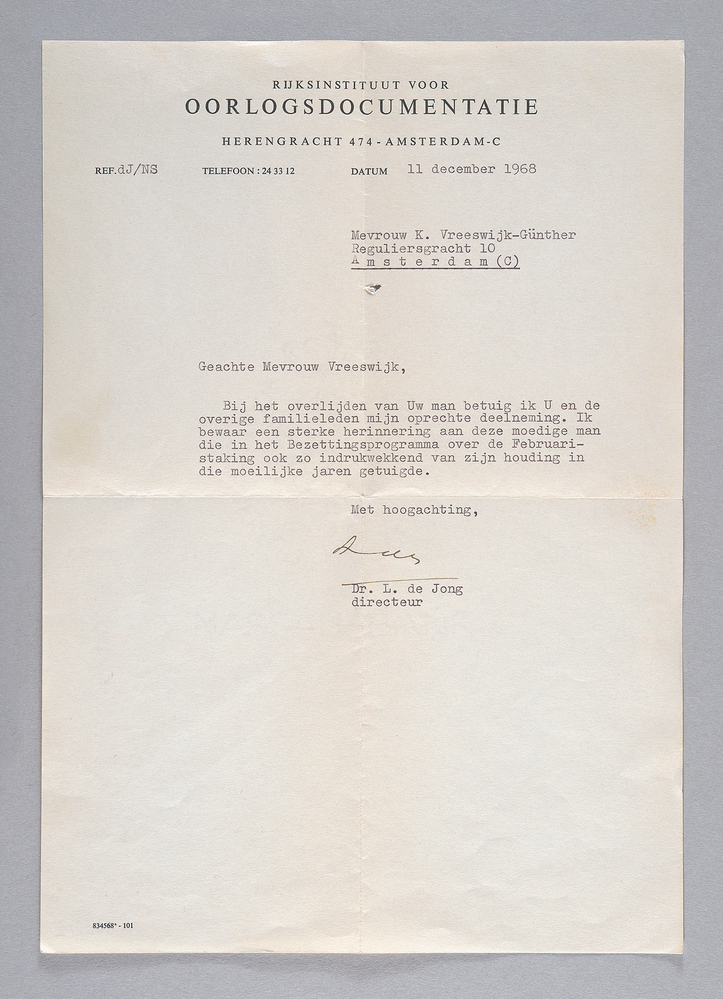 RIJKSINSTITUUT VOOR
OORLOGSDOCUMENTATIE
HERENGRACHT 474 - AMSTERDAM-C
REF. dJ/NS TELEFOON : 24 33 12 DATUM 11 december 1968
Mevrouw K. Vreeswijk-Günther
Reguliersgracht 10
A m s t e r d a m (C)
Geachte Mevrouw Vreeswijk,
Bij het overlijden van Uw man betuig ik U en de
overige familieleden mijn oprechte deelneming. Ik
bewaar een sterke herinnering aan deze moedige man
die in het Bezettingsprogramma over de Februari-
staking ook zo indrukwekkend van zijn houding in
die moeilijke jaren getuigde.
Met hoogachting,
Dr. L. de Jong
directeur
834568* - 101